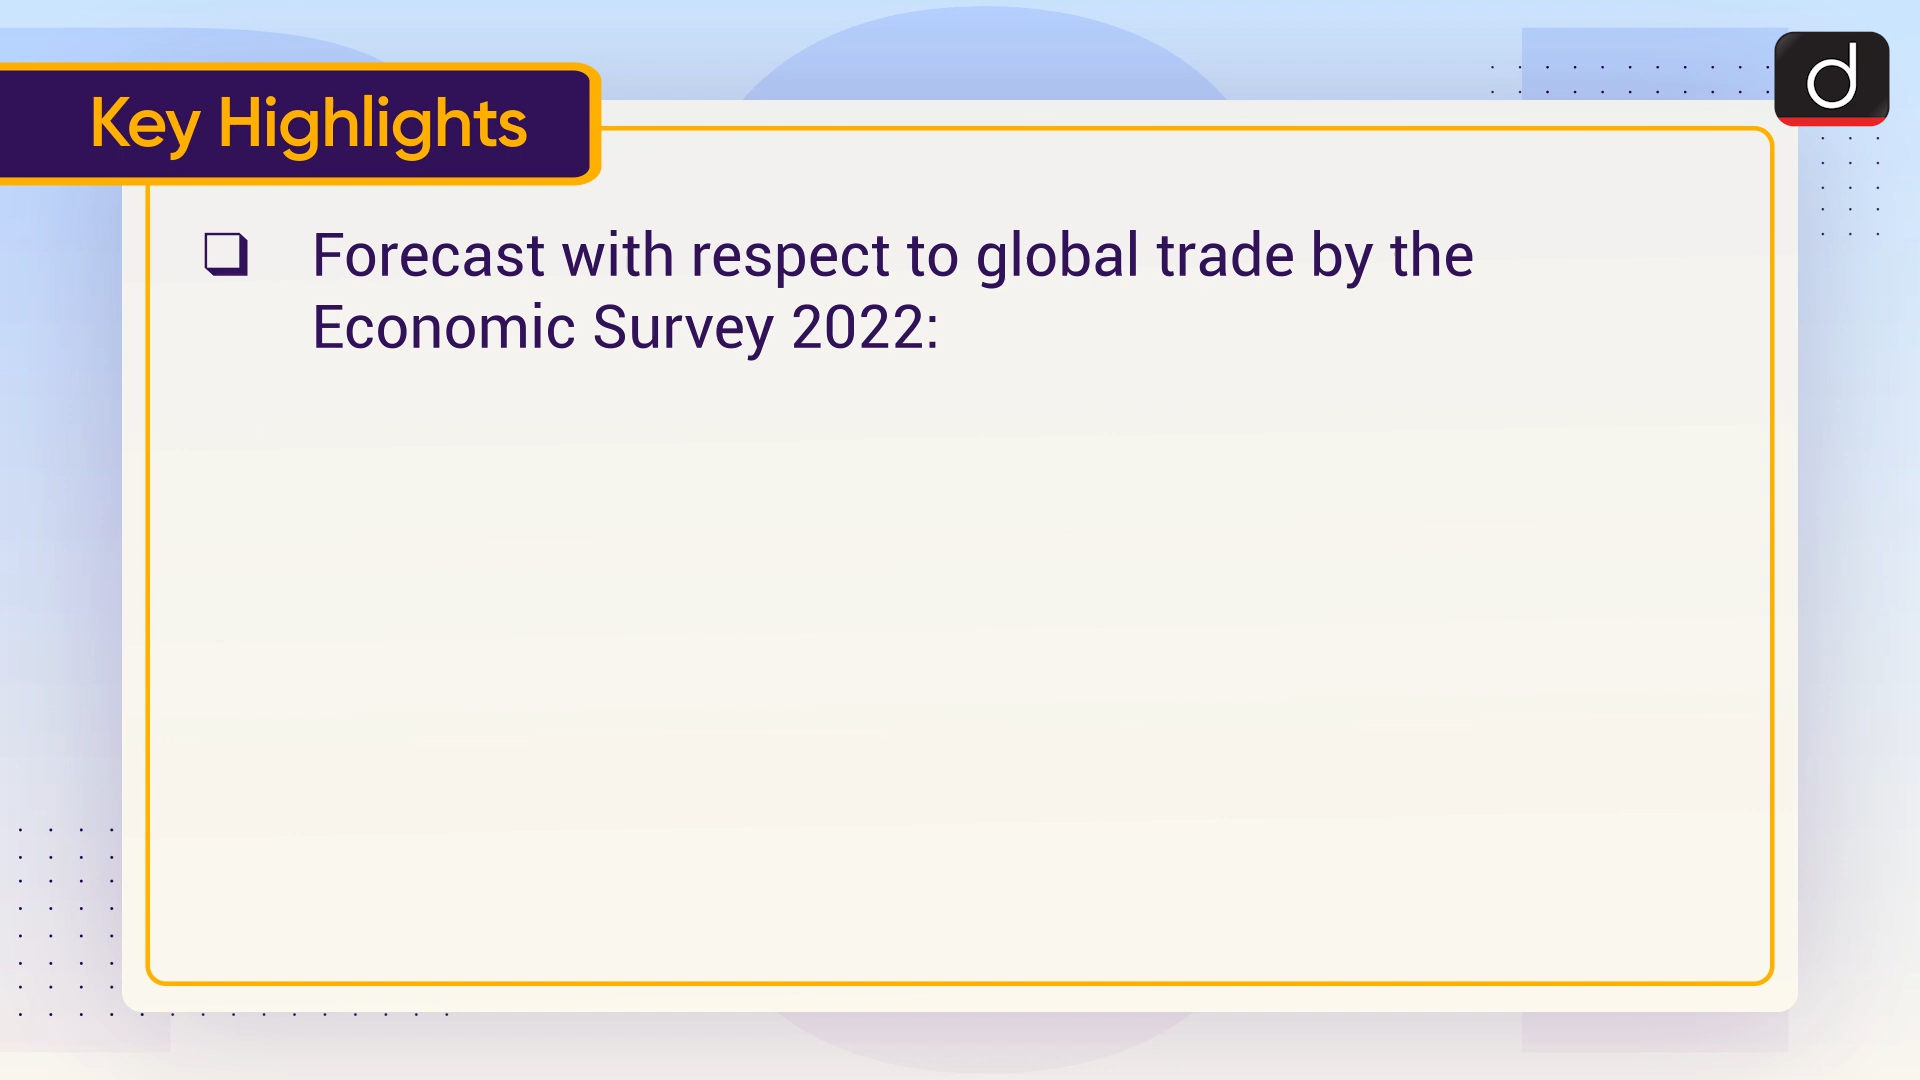 Key Highlights
d
❑ Forecast with respect to global trade by the
Economic Survey 2022: